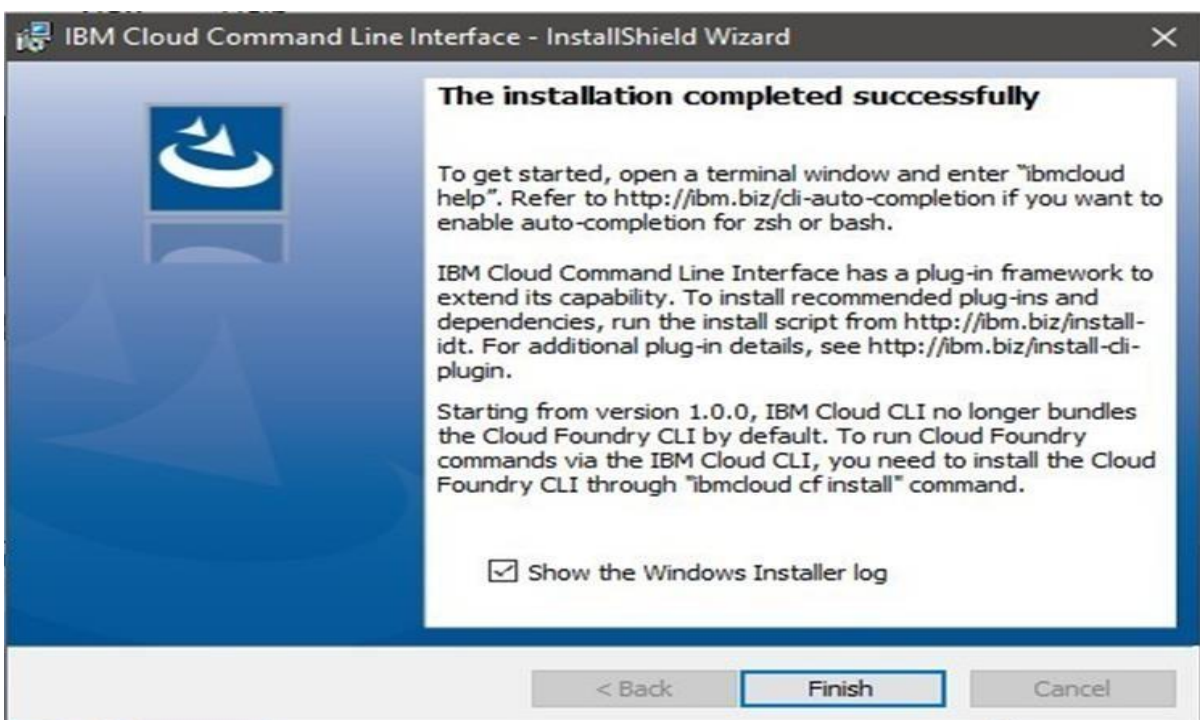 IBM Cloud Command Line Interface - InstallShield Wizard
The installation completed successfully
To get started, open a terminal window and enter "ibmcloud
help". Refer to http://ibm.biz/cli-auto-completion if you want to
enable auto-completion for zsh or bash.
IBM Cloud Command Line Interface has a plug-in framework to
extend its capability. To install recommended plug-ins and
dependencies, run the install script from http://ibm.biz/install-
idt. For additional plug-in details, see http://ibm.biz/install-cli-
plugin.
Starting from version 1.0.0, IBM Cloud CLI no longer bundles
the Cloud Foundry CLI by default. To run Cloud Foundry
commands via the IBM Cloud CLI, you need to install the Cloud
Foundry CLI through "ibmcloud cf install" command.
Show the Windows Installer log
< Back
Finish
Cancel